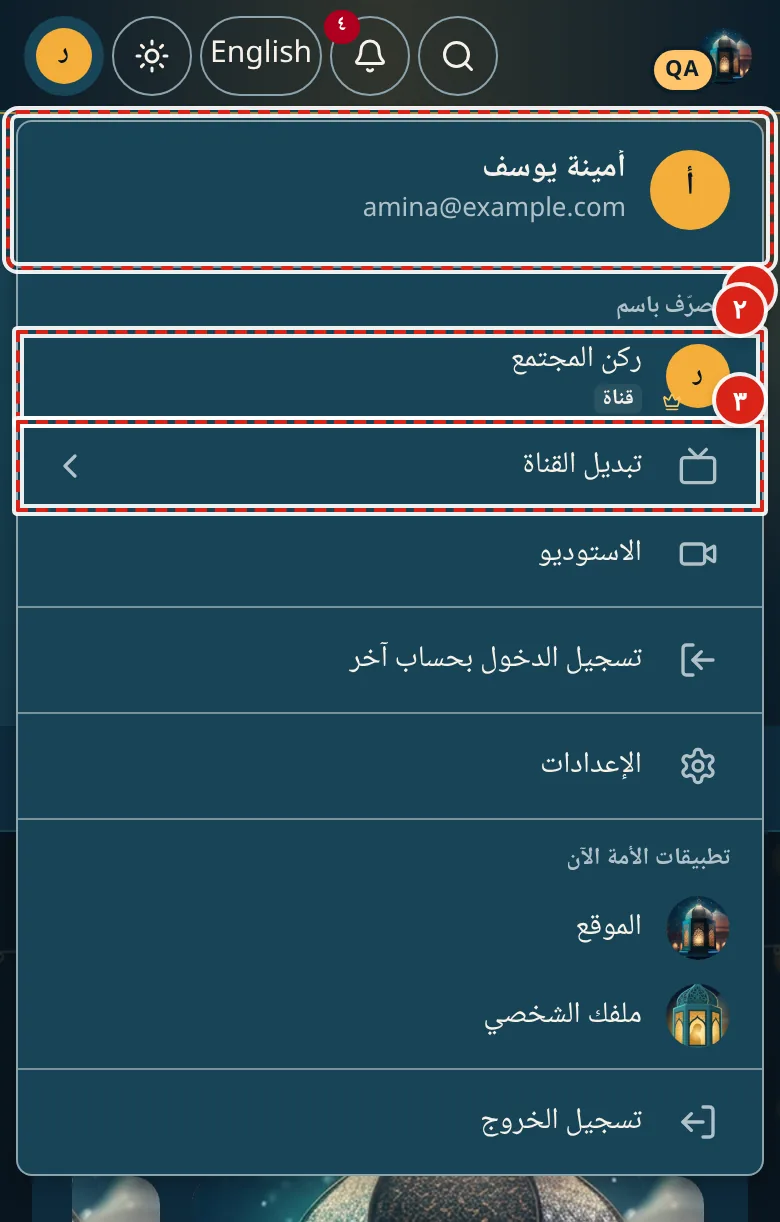 ر
English
٤
QA
أ
أمينة يوسف
amina@example.com
٢
باسم
ر
ركن المجتمع
قناة
٣
تبديل القناة
الاستوديو
تسجيل الدخول بحساب آخر
الإعدادات
تطبيقات الأمة الآن
الموقع
ملفك الشخصي
تسجيل الخروج